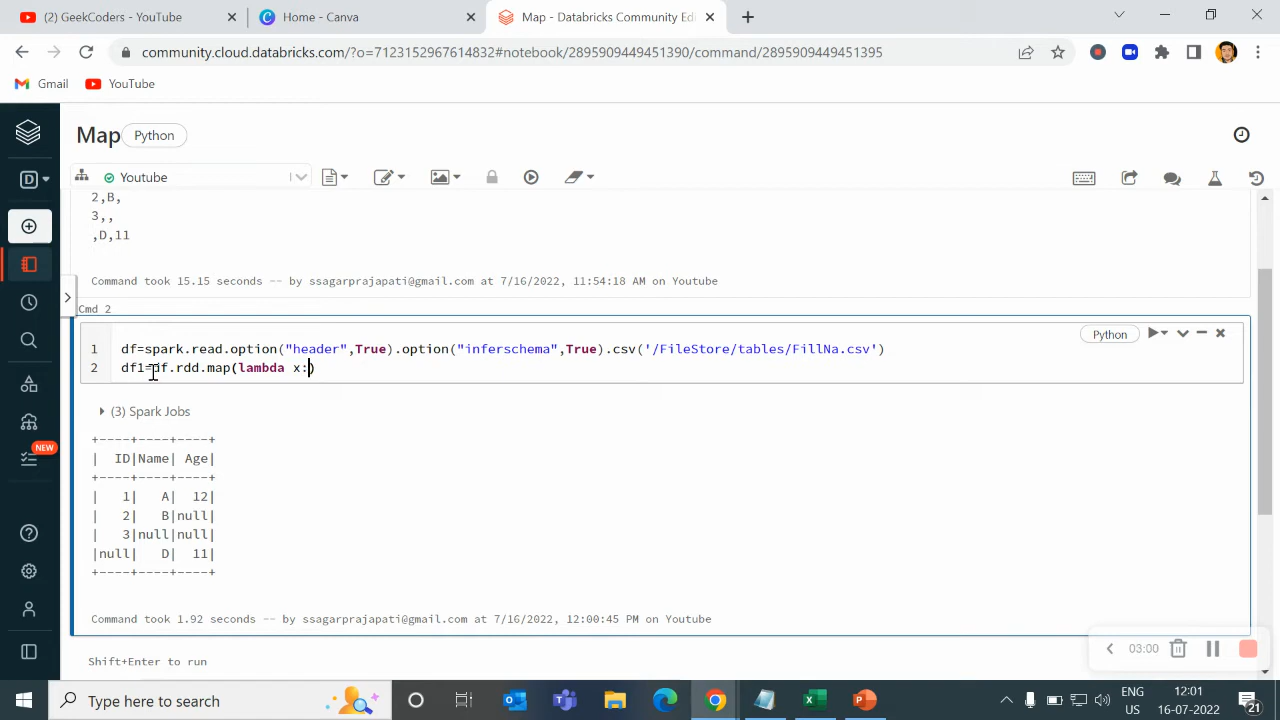 (2) GeekCoders - YouTube
Home - Canva
Map - Databricks Community Edi
community.cloud.databricks.com/?o=7123152967614832#notebook/2895909449451390/command/2895909449451395
Gmail
YouTube
Map
Python
D
Youtube
2,B,
3,,
,D,11
Command took 15.15 seconds -- by ssagarprajapati@gmail.com at 7/16/2022, 11:54:18 AM on Youtube
Cmd 2
Python
1 df=spark.read.option("header",True).option("inferschema",True).csv('/FileStore/tables/FillNa.csv')
2 df1=df.rdd.map(lambda x:)
(3) Spark Jobs
+----+----+----+
| ID|Name| Age|
+----+----+----+
| 1| A| 12|
| 2| B|null|
| 3|null|null|
|null| D| 11|
+----+----+----+
Command took 1.92 seconds -- by ssagarprajapati@gmail.com at 7/16/2022, 12:00:45 PM on Youtube
NEW
Shift+Enter to run
03:00
Type here to search
ENG
US
12:01
16-07-2022
21